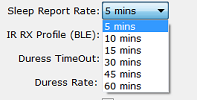 Sleep Report Rate: 5 mins
5 mins
IR RX Profile (BLE): 10 mins
15 mins
Duress TimeOut: 30 mins
45 mins
Duress Rate: 60 mins